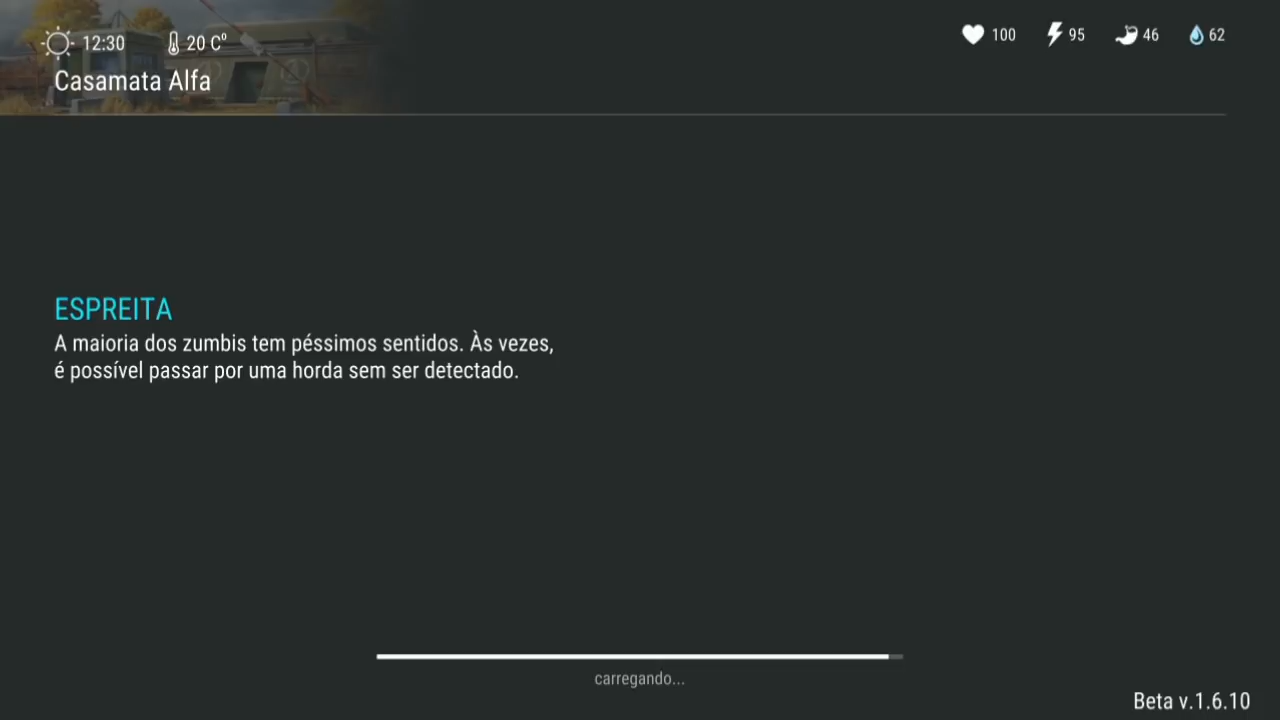 12:30
20 Cº
100
95
46
62
Casamata Alfa
ESPREITA
A maioria dos zumbis tem péssimos sentidos. Às vezes,
é possível passar por uma horda sem ser detectado.
carregando...
Beta v.1.6.10